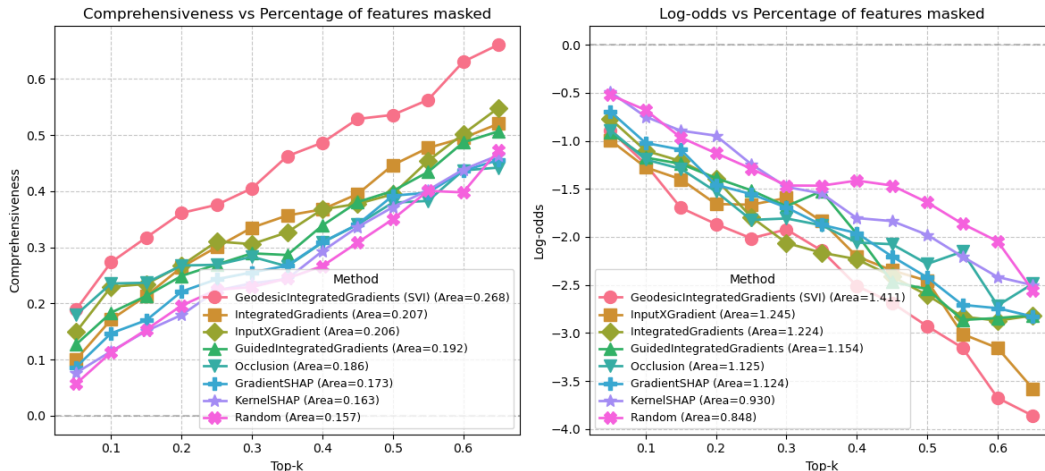 Comprehensiveness vs Percentage of features masked
Comprehensiveness
0.6
0.5
0.4
0.3
0.2
0.1
0.0
Method
GeodesicIntegratedGradients (SVI) (Area=0.268)
IntegratedGradients (Area=0.207)
InputXGradient (Area=0.206)
GuidedIntegratedGradients (Area=0.192)
Occlusion (Area=0.186)
GradientSHAP (Area=0.173)
KernelSHAP (Area=0.163)
Random (Area=0.157)
0.1 0.2 0.3 0.4 0.5 0.6
Top-k
Log-odds vs Percentage of features masked
Log-odds
0.0
−0.5
−1.0
−1.5
−2.0
−2.5
−3.0
−3.5
−4.0
Method
GeodesicIntegratedGradients (SVI) (Area=1.411)
InputXGradient (Area=1.245)
IntegratedGradients (Area=1.224)
GuidedIntegratedGradients (Area=1.154)
Occlusion (Area=1.125)
GradientSHAP (Area=1.124)
KernelSHAP (Area=0.930)
Random (Area=0.848)
0.1 0.2 0.3 0.4 0.5 0.6
Top-k